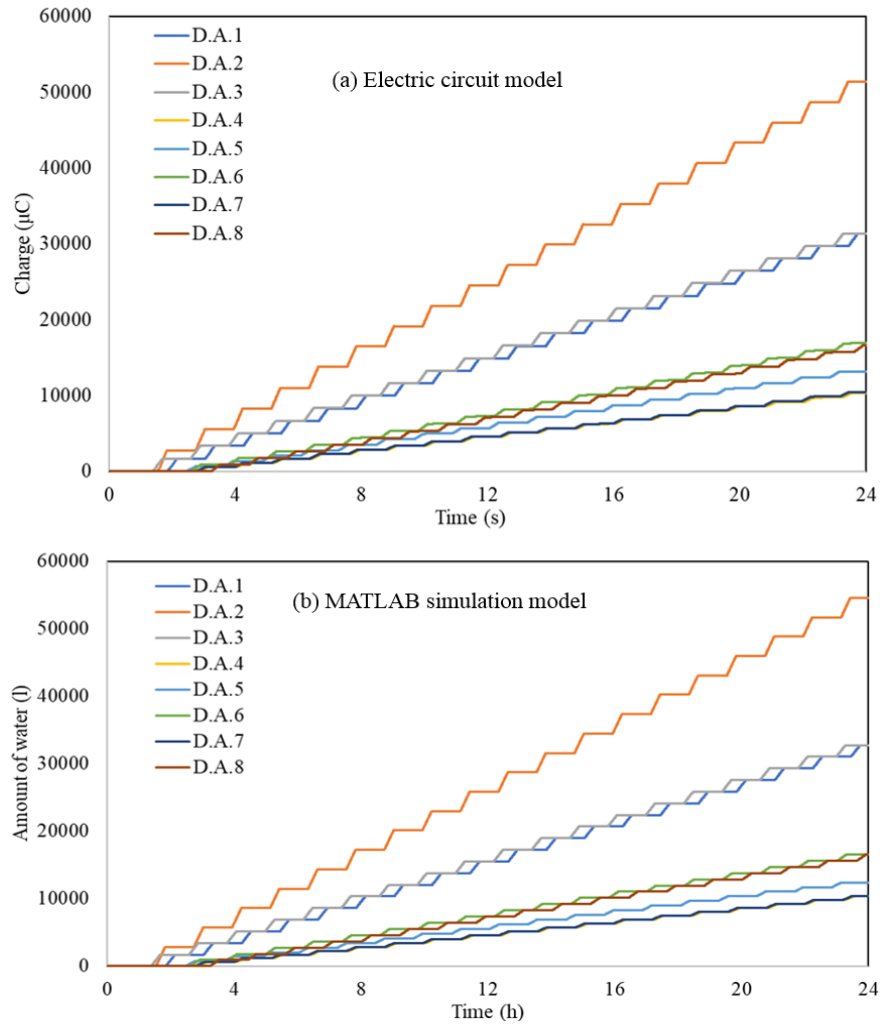 60000
50000
40000
30000
20000
10000
0
Charge (µC)
D.A.1
D.A.2
D.A.3
D.A.4
D.A.5
D.A.6
D.A.7
D.A.8
(a) Electric circuit model
0 4 8 12 16 20 24
Time (s)
60000
50000
40000
30000
20000
10000
0
Amount of water (l)
D.A.1
D.A.2
D.A.3
D.A.4
D.A.5
D.A.6
D.A.7
D.A.8
(b) MATLAB simulation model
0 4 8 12 16 20 24
Time (h)